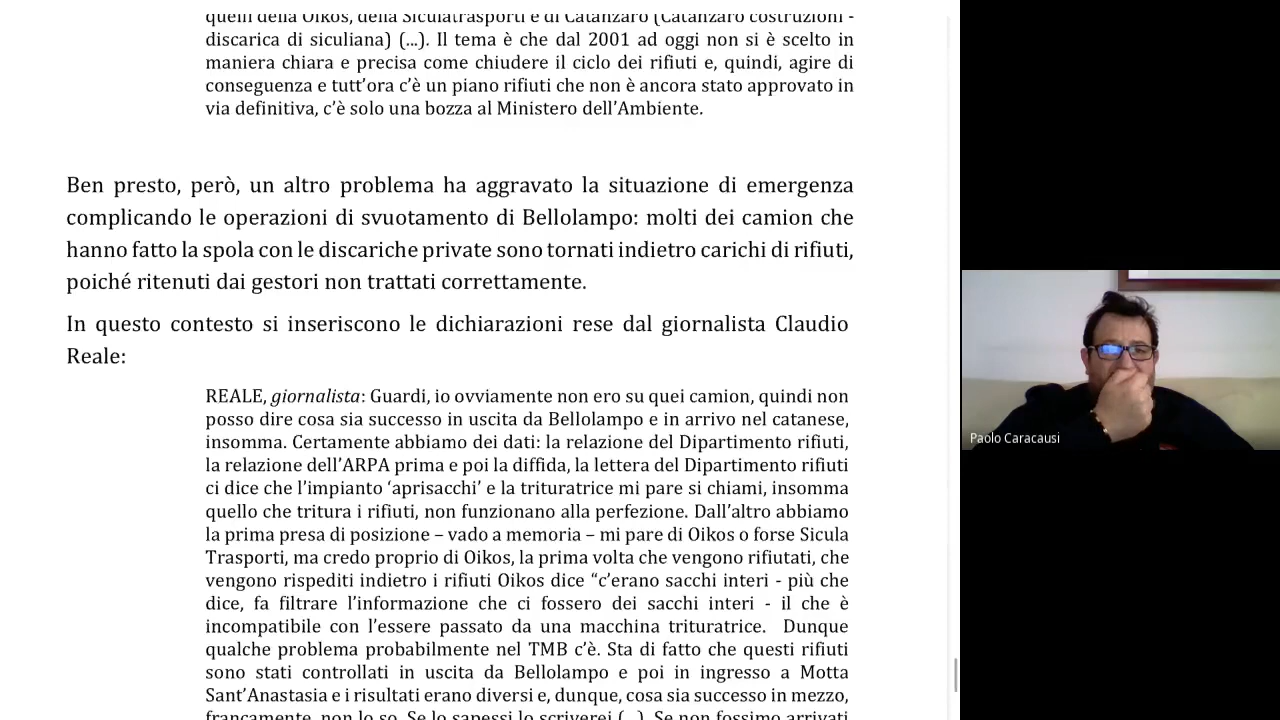 quelli della Oikos, della Siculatrasporti e di Catanzaro (Catanzaro costruzioni -
discarica di siculiana) (...). Il tema è che dal 2001 ad oggi non si è scelto in
maniera chiara e precisa come chiudere il ciclo dei rifiuti e, quindi, agire di
conseguenza e tutt’ora c’è un piano rifiuti che non è ancora stato approvato in
via definitiva, c’è solo una bozza al Ministero dell’Ambiente.
Ben presto, però, un altro problema ha aggravato la situazione di emergenza
complicando le operazioni di svuotamento di Bellolampo: molti dei camion che
hanno fatto la spola con le discariche private sono tornati indietro carichi di rifiuti,
poiché ritenuti dai gestori non trattati correttamente.
In questo contesto si inseriscono le dichiarazioni rese dal giornalista Claudio
Reale:
REALE, giornalista: Guardi, io ovviamente non ero su quei camion, quindi non
posso dire cosa sia successo in uscita da Bellolampo e in arrivo nel catanese,
insomma. Certamente abbiamo dei dati: la relazione del Dipartimento rifiuti,
la relazione dell’ARPA prima e poi la diffida, la lettera del Dipartimento rifiuti
ci dice che l’impianto ‘aprisacchi’ e la trituratrice mi pare si chiami, insomma
quello che tritura i rifiuti, non funzionano alla perfezione. Dall’altro abbiamo
la prima presa di posizione – vado a memoria – mi pare di Oikos o forse Sicula
Trasporti, ma credo proprio di Oikos, la prima volta che vengono rifiutati, che
vengono rispediti indietro i rifiuti Oikos dice “c’erano sacchi interi - più che
dice, fa filtrare l’informazione che ci fossero dei sacchi interi - il che è
incompatibile con l’essere passato da una macchina trituratrice. Dunque
qualche problema probabilmente nel TMB c’è. Sta di fatto che questi rifiuti
sono stati controllati in uscita da Bellolampo e poi in ingresso a Motta
Sant’Anastasia e i risultati erano diversi e, dunque, cosa sia successo in mezzo,
francamente, non lo so. Se lo sapessi lo scriverei (...). Se non fossimo arrivati
Paolo Caracausi